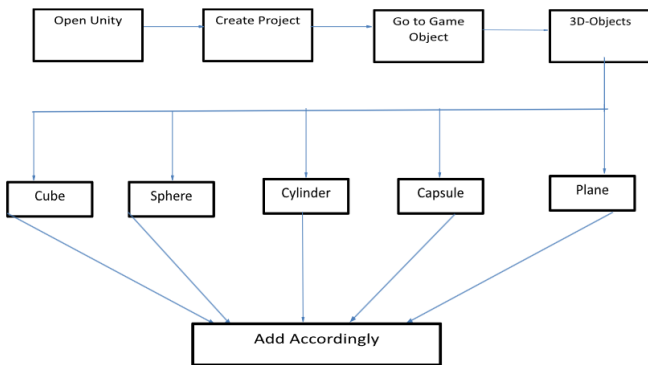 Open Unity
Create Project
Go to Game
Object
3D-Objects
Cube
Sphere
Cylinder
Capsule
Plane
Add Accordingly